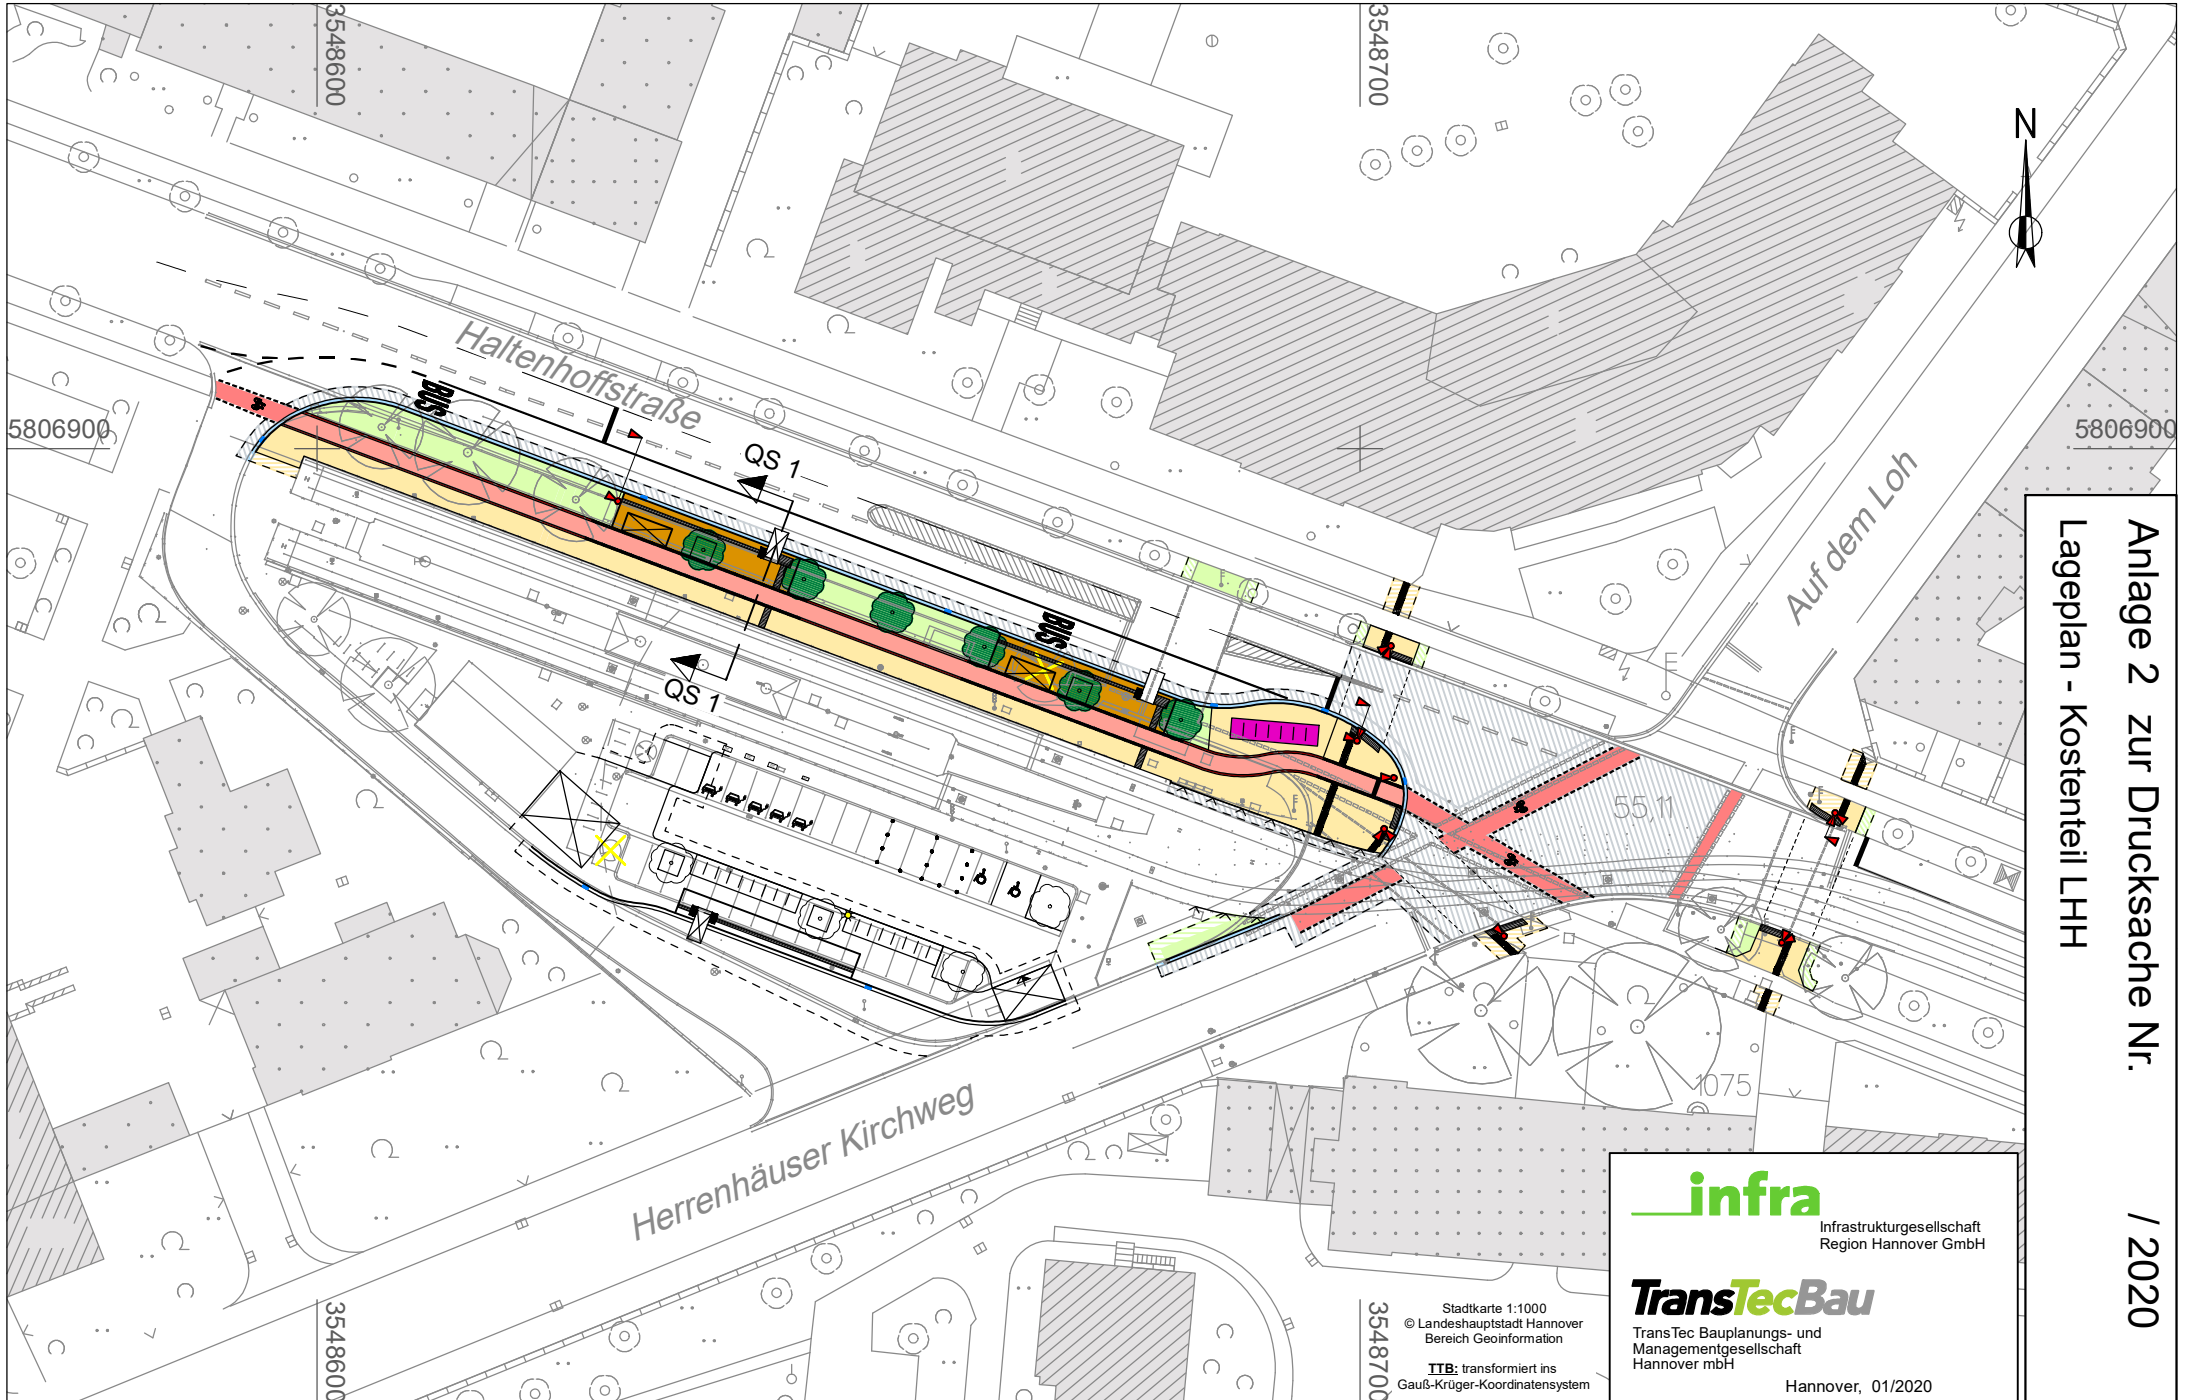 3548600
3548700
N
Haltenhoffstraße
BUS
5806900
5806900
QS 1
Auf dem Loh
BUS
QS 1
55,11
1075
Herrenhäuser Kirchweg
Anlage 2 zur Drucksache Nr. / 2020
Lageplan - Kostenteil LHH
infra
Infrastrukturgesellschaft
Region Hannover GmbH
TransTecBau
TransTec Bauplanungs- und
Managementgesellschaft
Hannover mbH
Hannover, 01/2020
Stadtkarte 1:1000
© Landeshauptstadt Hannover
Bereich Geoinformation
TTB: transformiert ins
Gauß-Krüger-Koordinatensystem
3548600
3548700